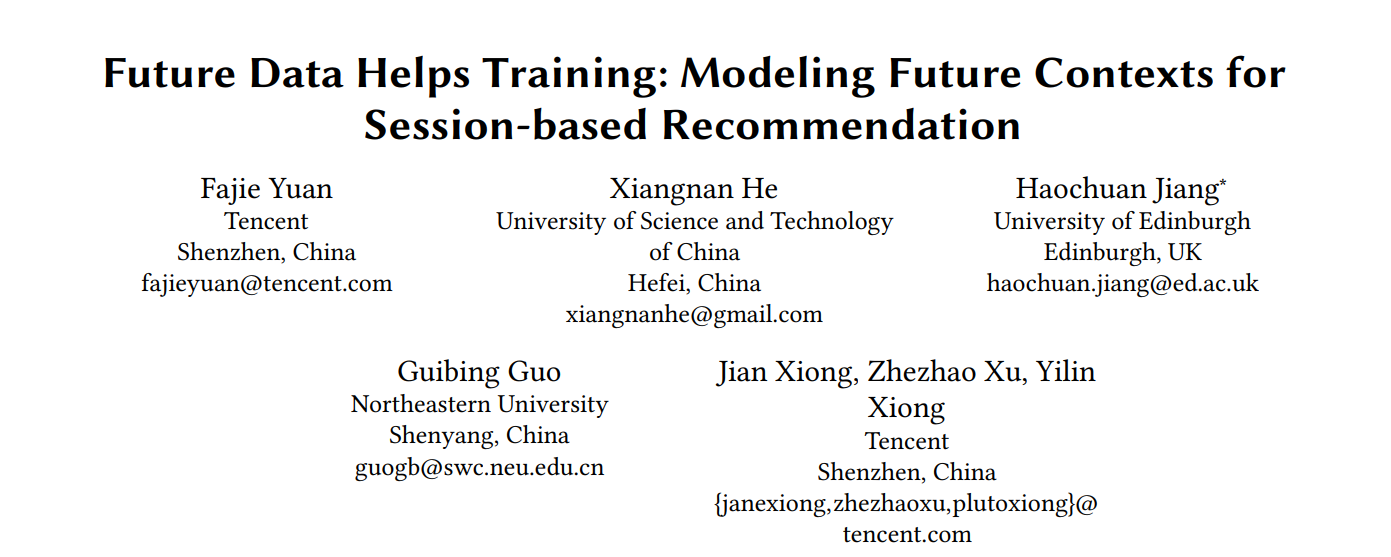 Future Data Helps Training: Modeling Future Contexts for
Session-based Recommendation
Fajie Yuan
Tencent
Shenzhen, China
fajieyuan@tencent.com
Xiangnan He
University of Science and Technology
of China
Hefei, China
xiangnanhe@gmail.com
Haochuan Jiang*
University of Edinburgh
Edinburgh, UK
haochuan.jiang@ed.ac.uk
Guibing Guo
Northeastern University
Shenyang, China
guogb@swc.neu.edu.cn
Jian Xiong, Zhezhao Xu, Yilin
Xiong
Tencent
Shenzhen, China
{janexiong,zhezhaoxu,plutoxiong}@
tencent.com